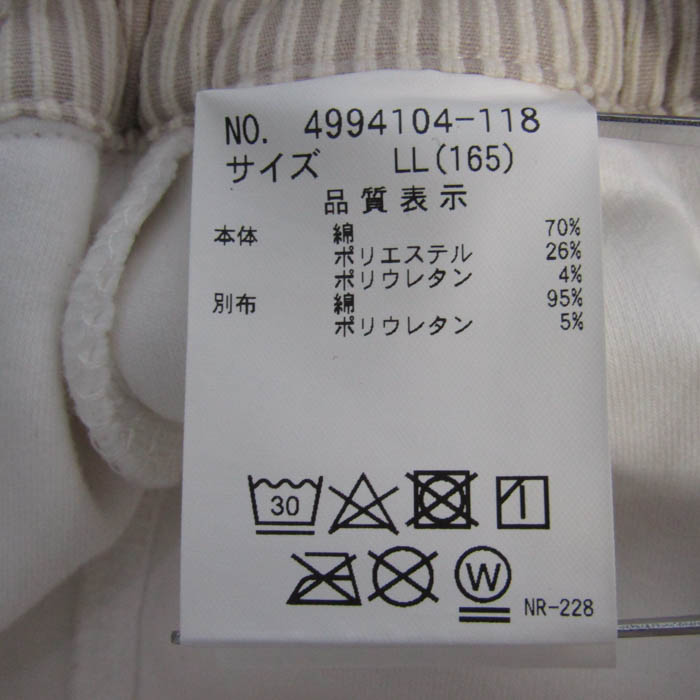 NO. 4994104-118
サイズ LL(165)
品質表示
本体 綿 70%
ポリエステル 26%
ポリウレタン 4%
別布 綿 95%
ポリウレタン 5%
30
W
NR-228